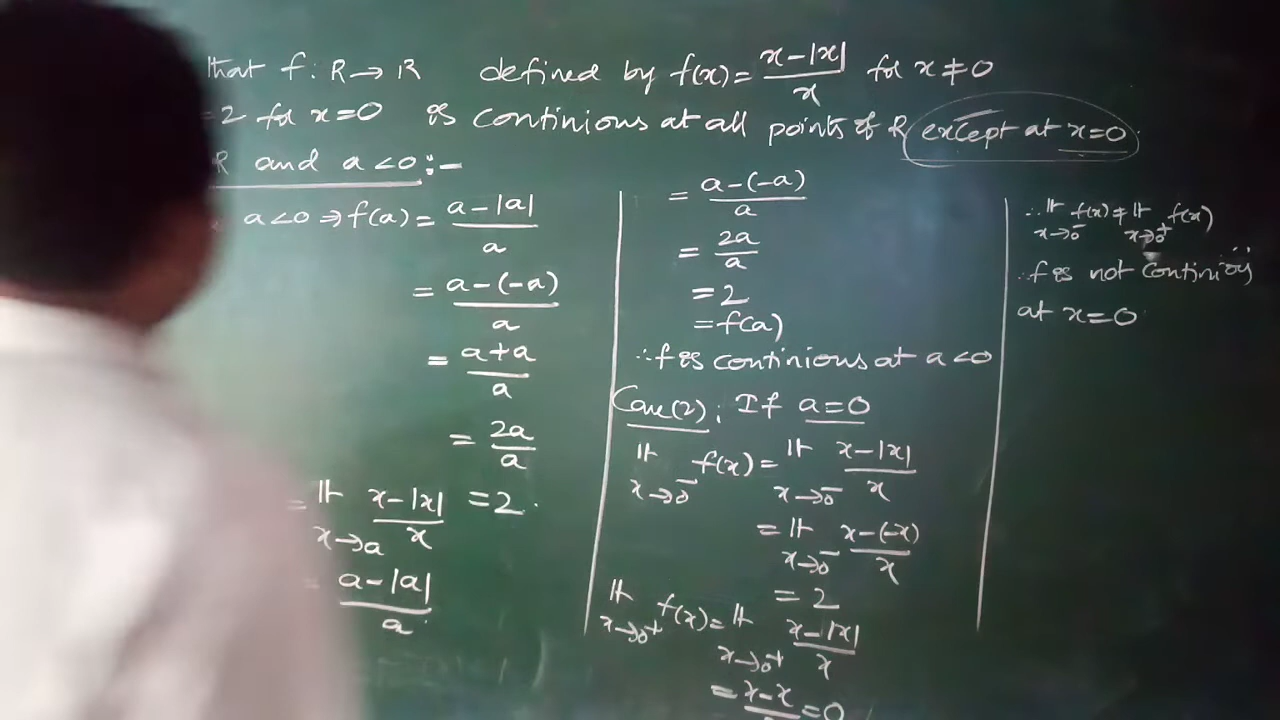 that f: R→R defined by f(x)= x-|x| / x for x≠0
=2 for x=0 is continious at all points of R except at x=0.
R and a<0:-
a<0 ⇒ f(a) = a-|a| / a
= a-(-a) / a
= a+a / a
= 2a / a
= lt x→a x-|x| / x = 2.
= a-|a| / a
= a-(-a) / a
= 2a / a
= 2
= f(a)
∴ f is continious at a<0
Case(2): If a=0
lt x→0⁻ f(x) = lt x→0⁻ x-|x| / x
= lt x→0⁻ x-(-x) / x
= 2
lt x→0⁺ f(x) = lt x→0⁺ x-|x| / x
= x-x / x = 0
∴ lt x→0⁻ f(x) ≠ lt x→0⁺ f(x)
∴ f is not continious
at x=0